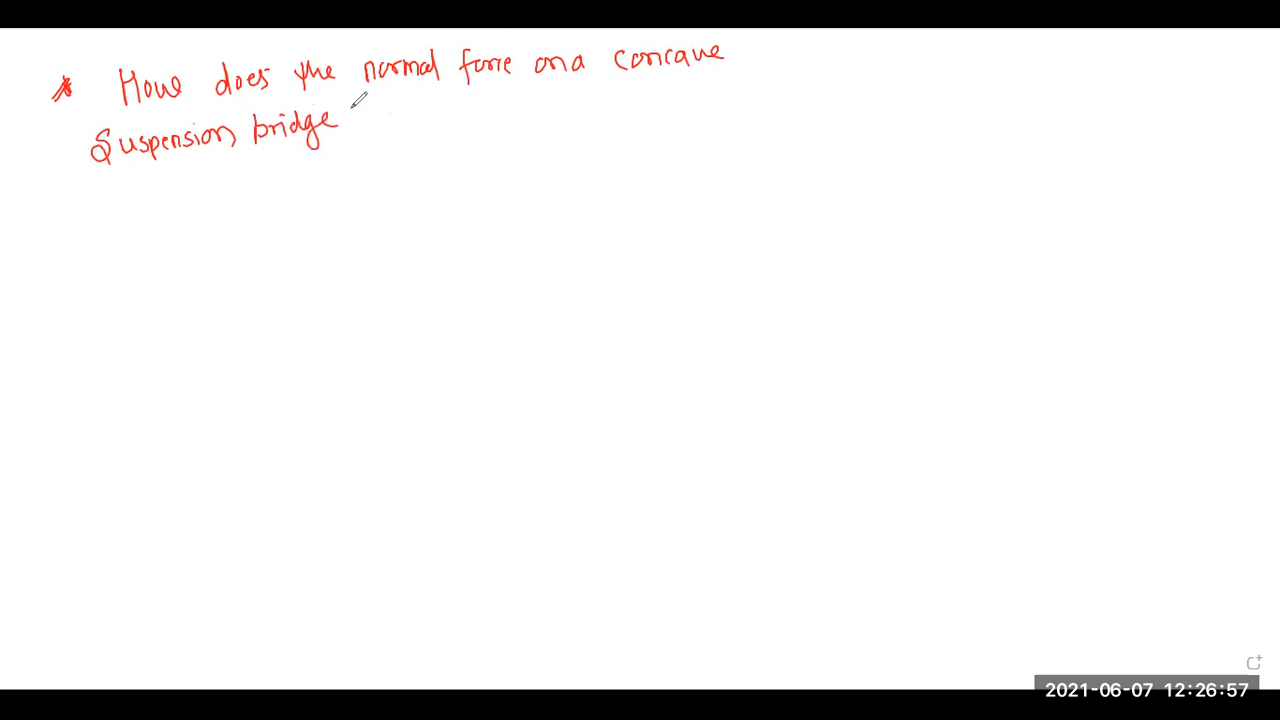 * How does the normal force on a concave
Suspension bridge
2021-06-07 12:26:57